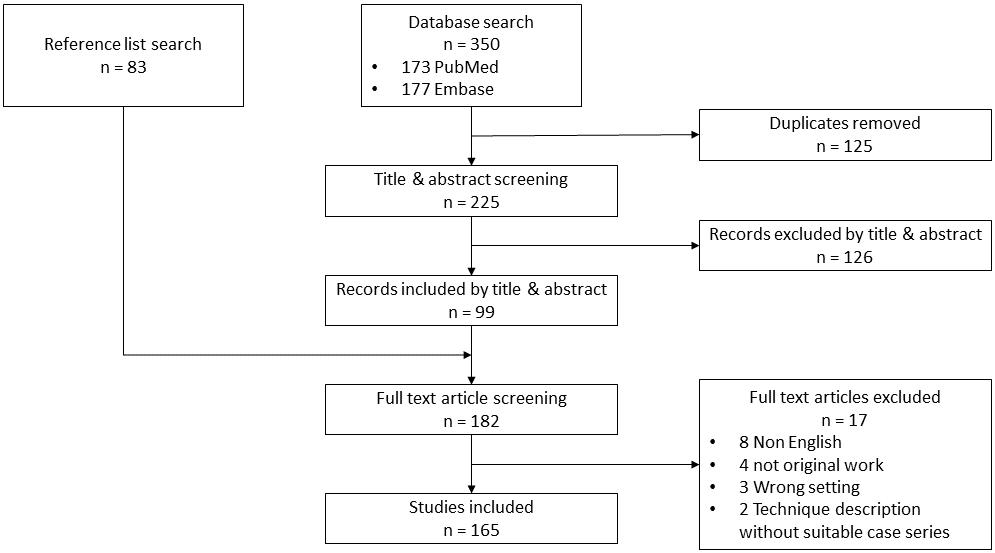 Reference list search
n = 83
Database search
n = 350
• 173 PubMed
• 177 Embase
Duplicates removed
n = 125
Title & abstract screening
n = 225
Records excluded by title & abstract
n = 126
Records included by title & abstract
n = 99
Full text article screening
n = 182
Full text articles excluded
n = 17
• 8 Non English
• 4 not original work
• 3 Wrong setting
• 2 Technique description
without suitable case series
Studies included
n = 165